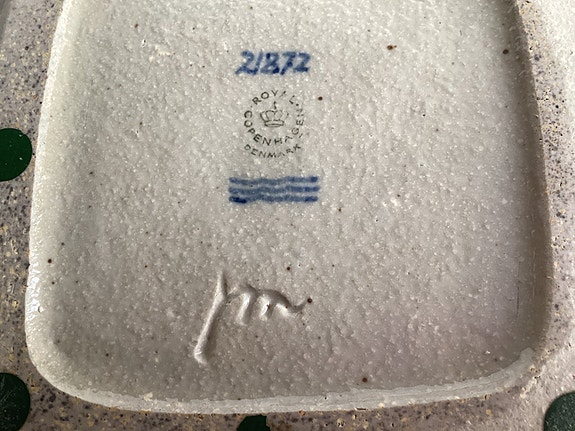 21872
ROYAL
COPENHAGEN
DENMARK